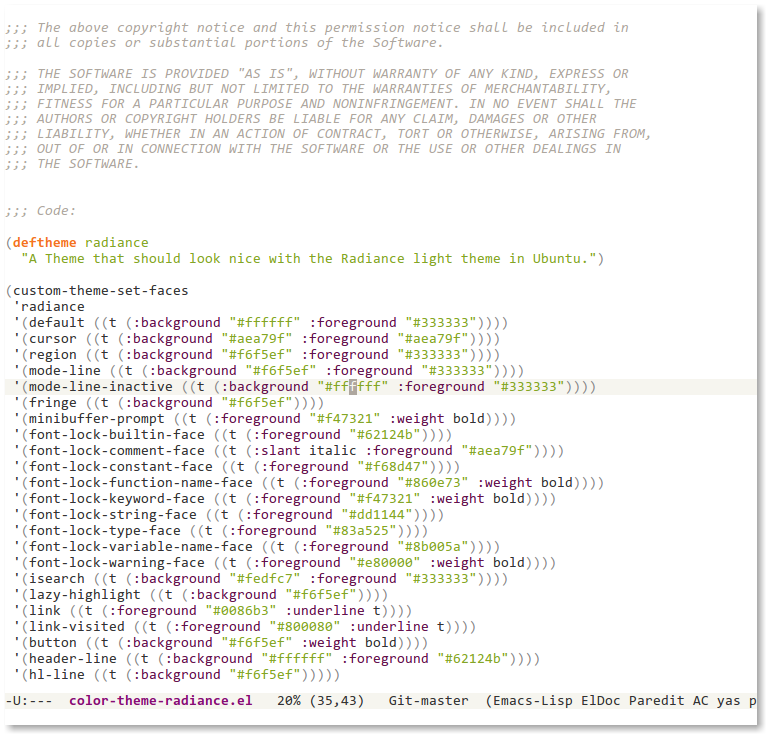 ;;; The above copyright notice and this permission notice shall be included in
;;; all copies or substantial portions of the Software.
;;; THE SOFTWARE IS PROVIDED "AS IS", WITHOUT WARRANTY OF ANY KIND, EXPRESS OR
;;; IMPLIED, INCLUDING BUT NOT LIMITED TO THE WARRANTIES OF MERCHANTABILITY,
;;; FITNESS FOR A PARTICULAR PURPOSE AND NONINFRINGEMENT. IN NO EVENT SHALL THE
;;; AUTHORS OR COPYRIGHT HOLDERS BE LIABLE FOR ANY CLAIM, DAMAGES OR OTHER
;;; LIABILITY, WHETHER IN AN ACTION OF CONTRACT, TORT OR OTHERWISE, ARISING FROM,
;;; OUT OF OR IN CONNECTION WITH THE SOFTWARE OR THE USE OR OTHER DEALINGS IN
;;; THE SOFTWARE.
;;; Code:
(deftheme radiance
  "A Theme that should look nice with the Radiance light theme in Ubuntu.")
(custom-theme-set-faces
 'radiance
 '(default ((t (:background "#ffffff" :foreground "#333333"))))
 '(cursor ((t (:background "#aea79f" :foreground "#aea79f"))))
 '(region ((t (:background "#f6f5ef" :foreground "#333333"))))
 '(mode-line ((t (:background "#f6f5ef" :foreground "#333333"))))
 '(mode-line-inactive ((t (:background "#ffffff" :foreground "#333333"))))
 '(fringe ((t (:background "#f6f5ef"))))
 '(minibuffer-prompt ((t (:foreground "#f47321" :weight bold))))
 '(font-lock-builtin-face ((t (:foreground "#62124b"))))
 '(font-lock-comment-face ((t (:slant italic :foreground "#aea79f"))))
 '(font-lock-constant-face ((t (:foreground "#f68d47"))))
 '(font-lock-function-name-face ((t (:foreground "#860e73" :weight bold))))
 '(font-lock-keyword-face ((t (:foreground "#f47321" :weight bold))))
 '(font-lock-string-face ((t (:foreground "#dd1144"))))
 '(font-lock-type-face ((t (:foreground "#83a525"))))
 '(font-lock-variable-name-face ((t (:foreground "#8b005a"))))
 '(font-lock-warning-face ((t (:foreground "#e80000" :weight bold))))
 '(isearch ((t (:background "#fedfc7" :foreground "#333333"))))
 '(lazy-highlight ((t (:background "#f6f5ef"))))
 '(link ((t (:foreground "#0086b3" :underline t))))
 '(link-visited ((t (:foreground "#800080" :underline t))))
 '(button ((t (:background "#f6f5ef" :weight bold))))
 '(header-line ((t (:background "#ffffff" :foreground "#62124b"))))
 '(hl-line ((t (:background "#f6f5ef")))))
-U:---  color-theme-radiance.el   20% (35,43)   Git-master  (Emacs-Lisp ElDoc Paredit AC yas p